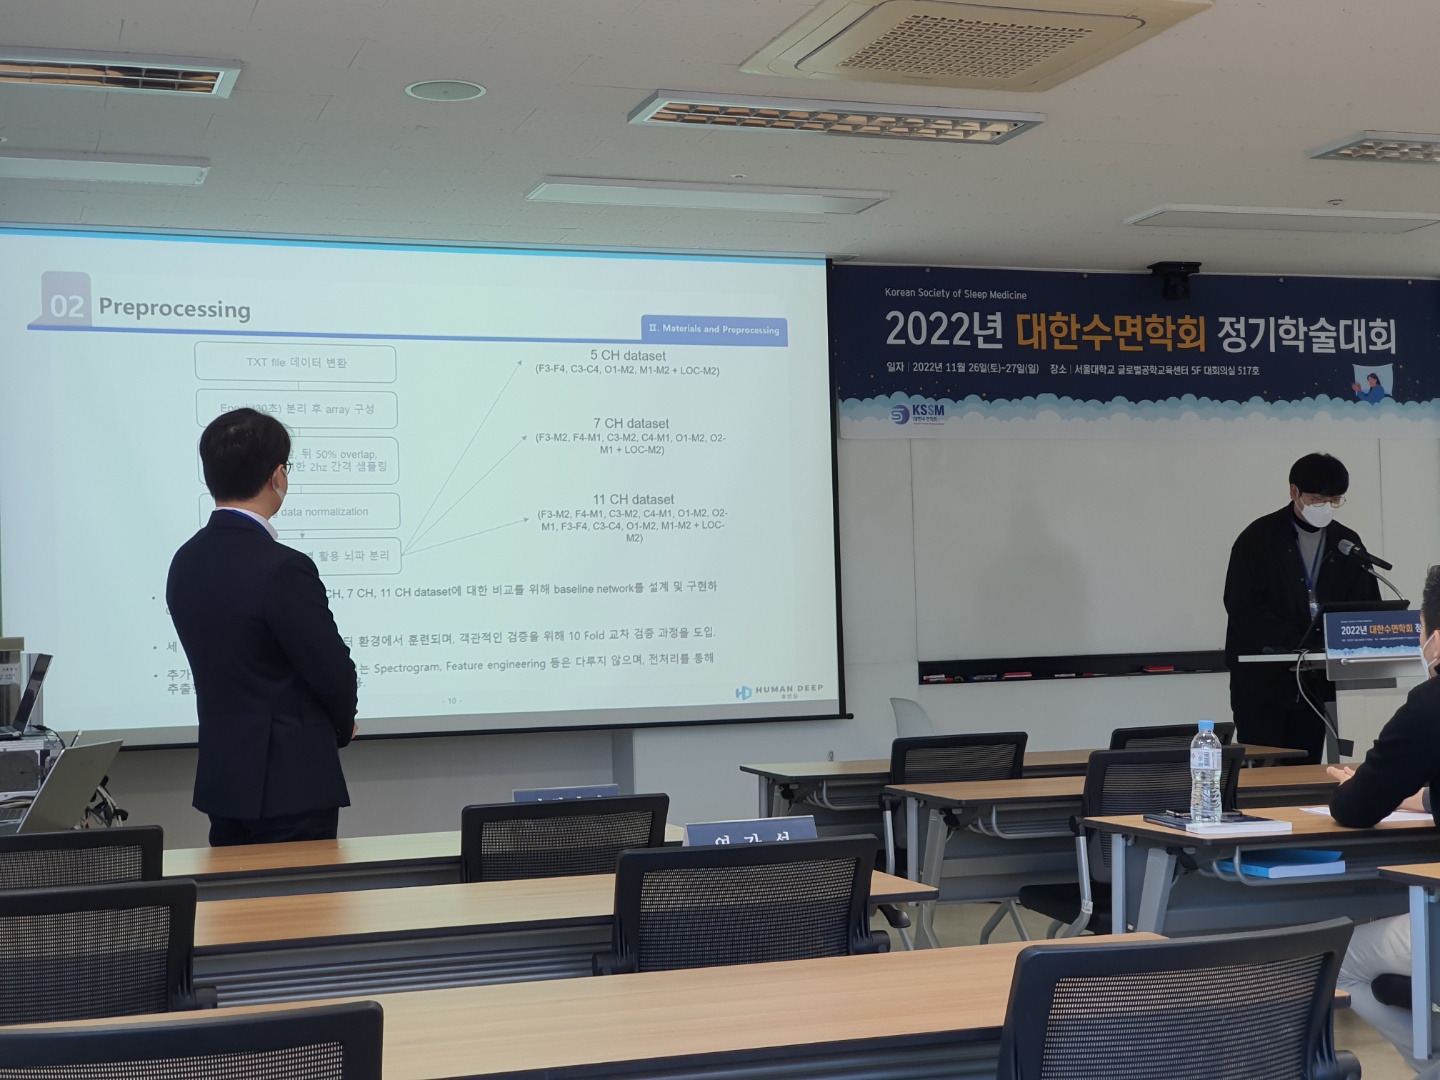 02 Preprocessing
II. Materials and Preprocessing
TXT file 데이터 변환
분리 후 array 구성
뒤 50% overlap,
한 2hz 간격 샘플링
data normalization
활용 뇌파 분리
5 CH dataset
(F3-F4, C3-C4, O1-M2, M1-M2 + LOC-M2)
7 CH dataset
(F3-M2, F4-M1, C3-M2, C4-M1, O1-M2, O2-
M1 + LOC-M2)
11 CH dataset
(F3-M2, F4-M1, C3-M2, C4-M1, O1-M2, O2-
M1, F3-F4, C3-C4, O1-M2, M1-M2 + LOC-
M2)
CH, 7 CH, 11 CH dataset에 대한 비교를 위해 baseline network를 설계 및 구현하
세
환경에서 훈련되며, 객관적인 검증을 위해 10 Fold 교차 검증 과정을 도입.
추가
는 Spectrogram, Feature engineering 등은 다루지 않으며, 전처리를 통해
- 10 -
HUMAN DEEP
휴먼딥
Korean Society of Sleep Medicine
2022년 대한수면학회 정기학술대회
일자 | 2022년 11월 26일(토)~27일(일) 장소 | 서울대학교 글로벌공학교육센터 5F 대회의실 517호
KSSM
2022년 대한수면학회 정